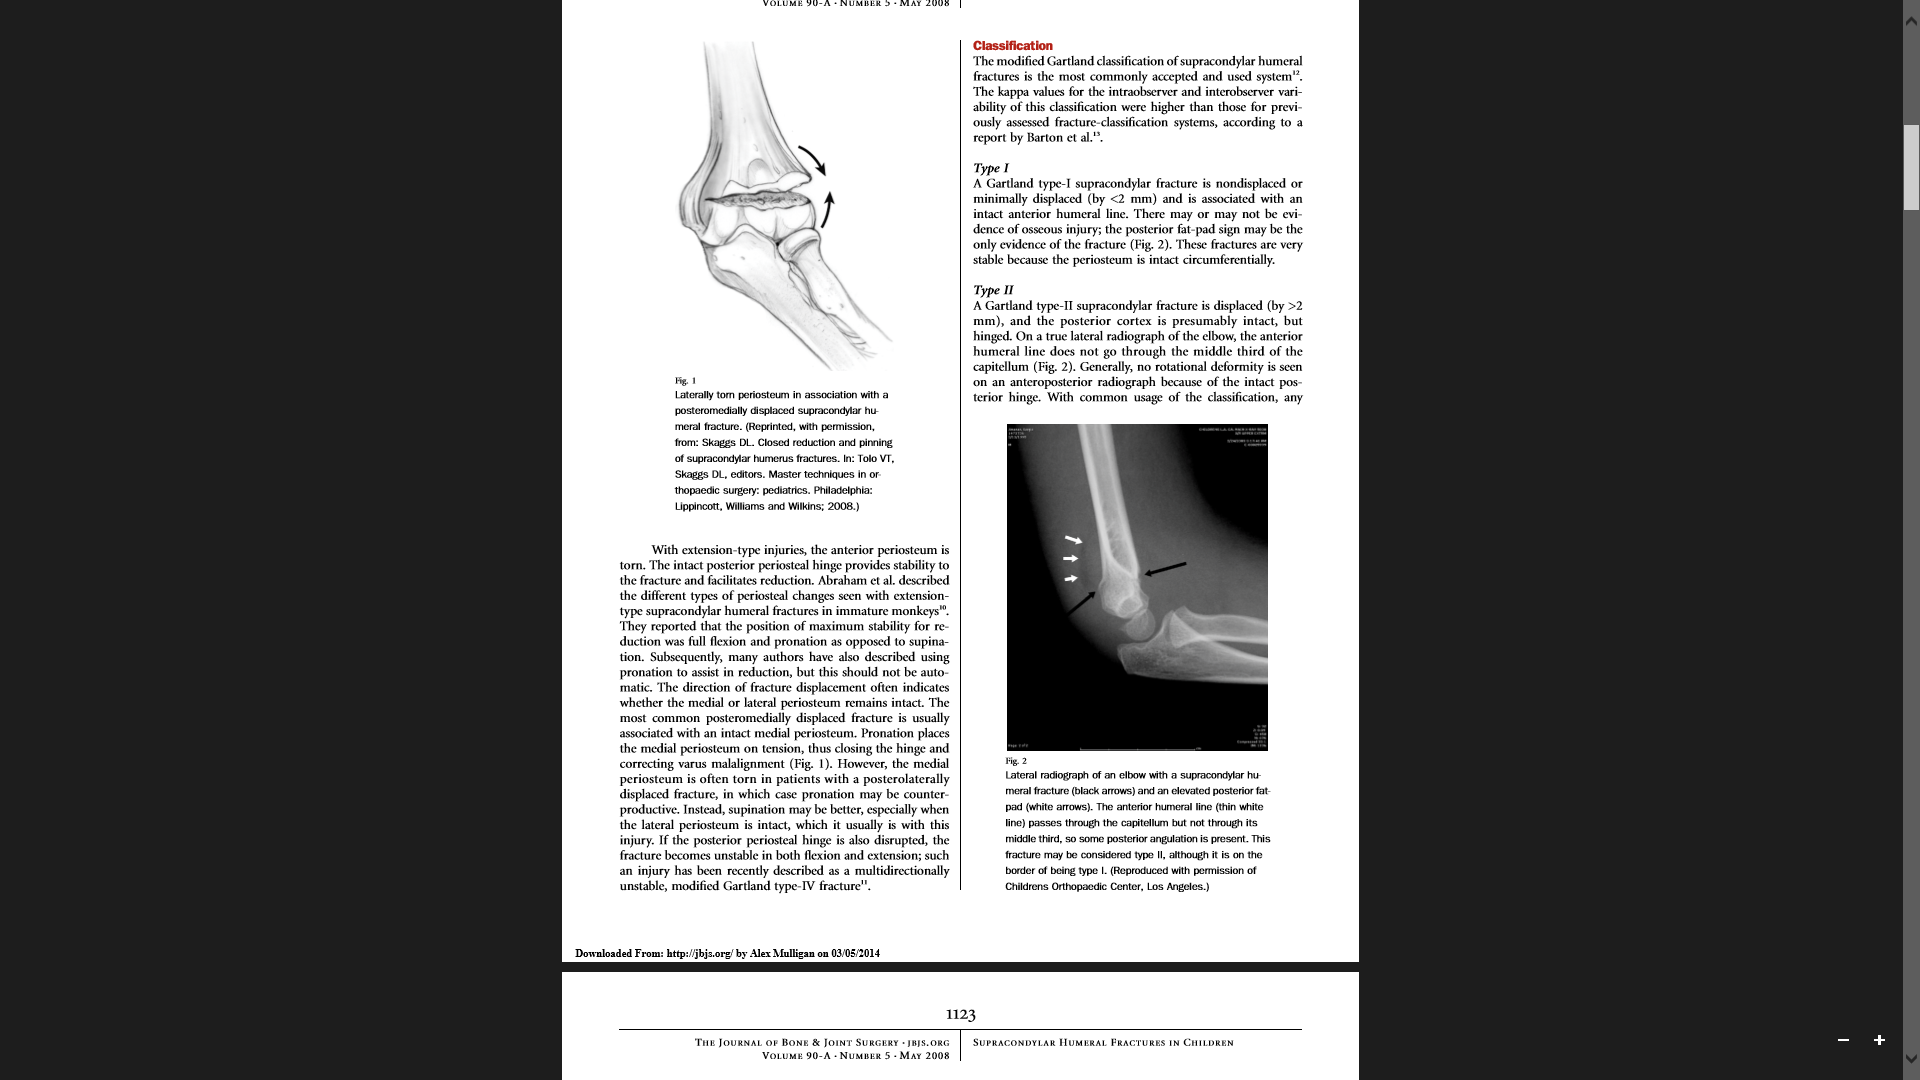 VOLUME 90-A · NUMBER 5 · MAY 2008
Fig. 1
Laterally torn periosteum in association with a
posteromedially displaced supracondylar hu-
meral fracture. (Reprinted, with permission,
from: Skaggs DL. Closed reduction and pinning
of supracondylar humerus fractures. In: Tolo VT,
Skaggs DL, editors. Master techniques in or-
thopaedic surgery: pediatrics. Philadelphia:
Lippincott, Williams and Wilkins; 2008.)
With extension-type injuries, the anterior periosteum is
torn. The intact posterior periosteal hinge provides stability to
the fracture and facilitates reduction. Abraham et al. described
the different types of periosteal changes seen with extension-
type supracondylar humeral fractures in immature monkeys10.
They reported that the position of maximum stability for re-
duction was full flexion and pronation as opposed to supina-
tion. Subsequently, many authors have also described using
pronation to assist in reduction, but this should not be auto-
matic. The direction of fracture displacement often indicates
whether the medial or lateral periosteum remains intact. The
most common posteromedially displaced fracture is usually
associated with an intact medial periosteum. Pronation places
the medial periosteum on tension, thus closing the hinge and
correcting varus malalignment (Fig. 1). However, the medial
periosteum is often torn in patients with a posterolaterally
displaced fracture, in which case pronation may be counter-
productive. Instead, supination may be better, especially when
the lateral periosteum is intact, which it usually is with this
injury. If the posterior periosteal hinge is also disrupted, the
fracture becomes unstable in both flexion and extension; such
an injury has been recently described as a multidirectionally
unstable, modified Gartland type-IV fracture11.
Classification
The modified Gartland classification of supracondylar humeral
fractures is the most commonly accepted and used system12.
The kappa values for the intraobserver and interobserver vari-
ability of this classification were higher than those for previ-
ously assessed fracture-classification systems, according to a
report by Barton et al.13.
Type I
A Gartland type-I supracondylar fracture is nondisplaced or
minimally displaced (by <2 mm) and is associated with an
intact anterior humeral line. There may or may not be evi-
dence of osseous injury; the posterior fat-pad sign may be the
only evidence of the fracture (Fig. 2). These fractures are very
stable because the periosteum is intact circumferentially.
Type II
A Gartland type-II supracondylar fracture is displaced (by >2
mm), and the posterior cortex is presumably intact, but
hinged. On a true lateral radiograph of the elbow, the anterior
humeral line does not go through the middle third of the
capitellum (Fig. 2). Generally, no rotational deformity is seen
on an anteroposterior radiograph because of the intact pos-
terior hinge. With common usage of the classification, any
Fig. 2
Lateral radiograph of an elbow with a supracondylar hu-
meral fracture (black arrows) and an elevated posterior fat-
pad (white arrows). The anterior humeral line (thin white
line) passes through the capitellum but not through its
middle third, so some posterior angulation is present. This
fracture may be considered type II, although it is on the
border of being type I. (Reproduced with permission of
Childrens Orthopaedic Center, Los Angeles.)
Downloaded From: http://jbjs.org/ by Alex Mulligan on 03/05/2014
1123
THE JOURNAL OF BONE & JOINT SURGERY · JBJS.ORG
VOLUME 90-A · NUMBER 5 · MAY 2008
SUPRACONDYLAR HUMERAL FRACTURES IN CHILDREN